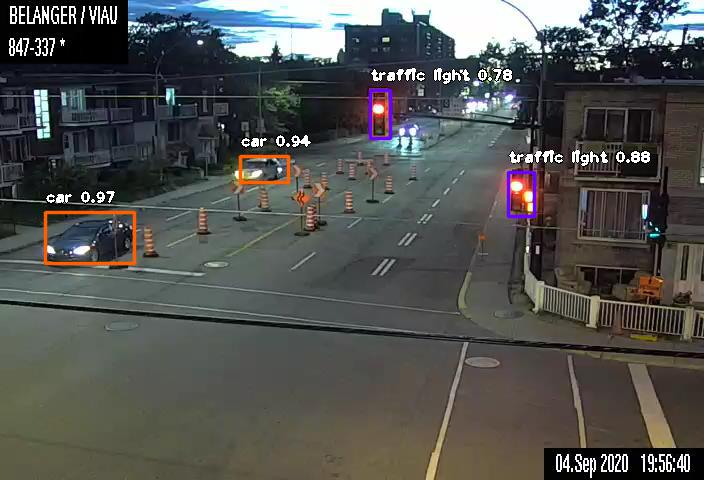 BELANGER / VIAU
847-337 *
traffic light 0.78
car 0.94
traffic light 0.88
car 0.97
04.Sep 2020 19:56:40